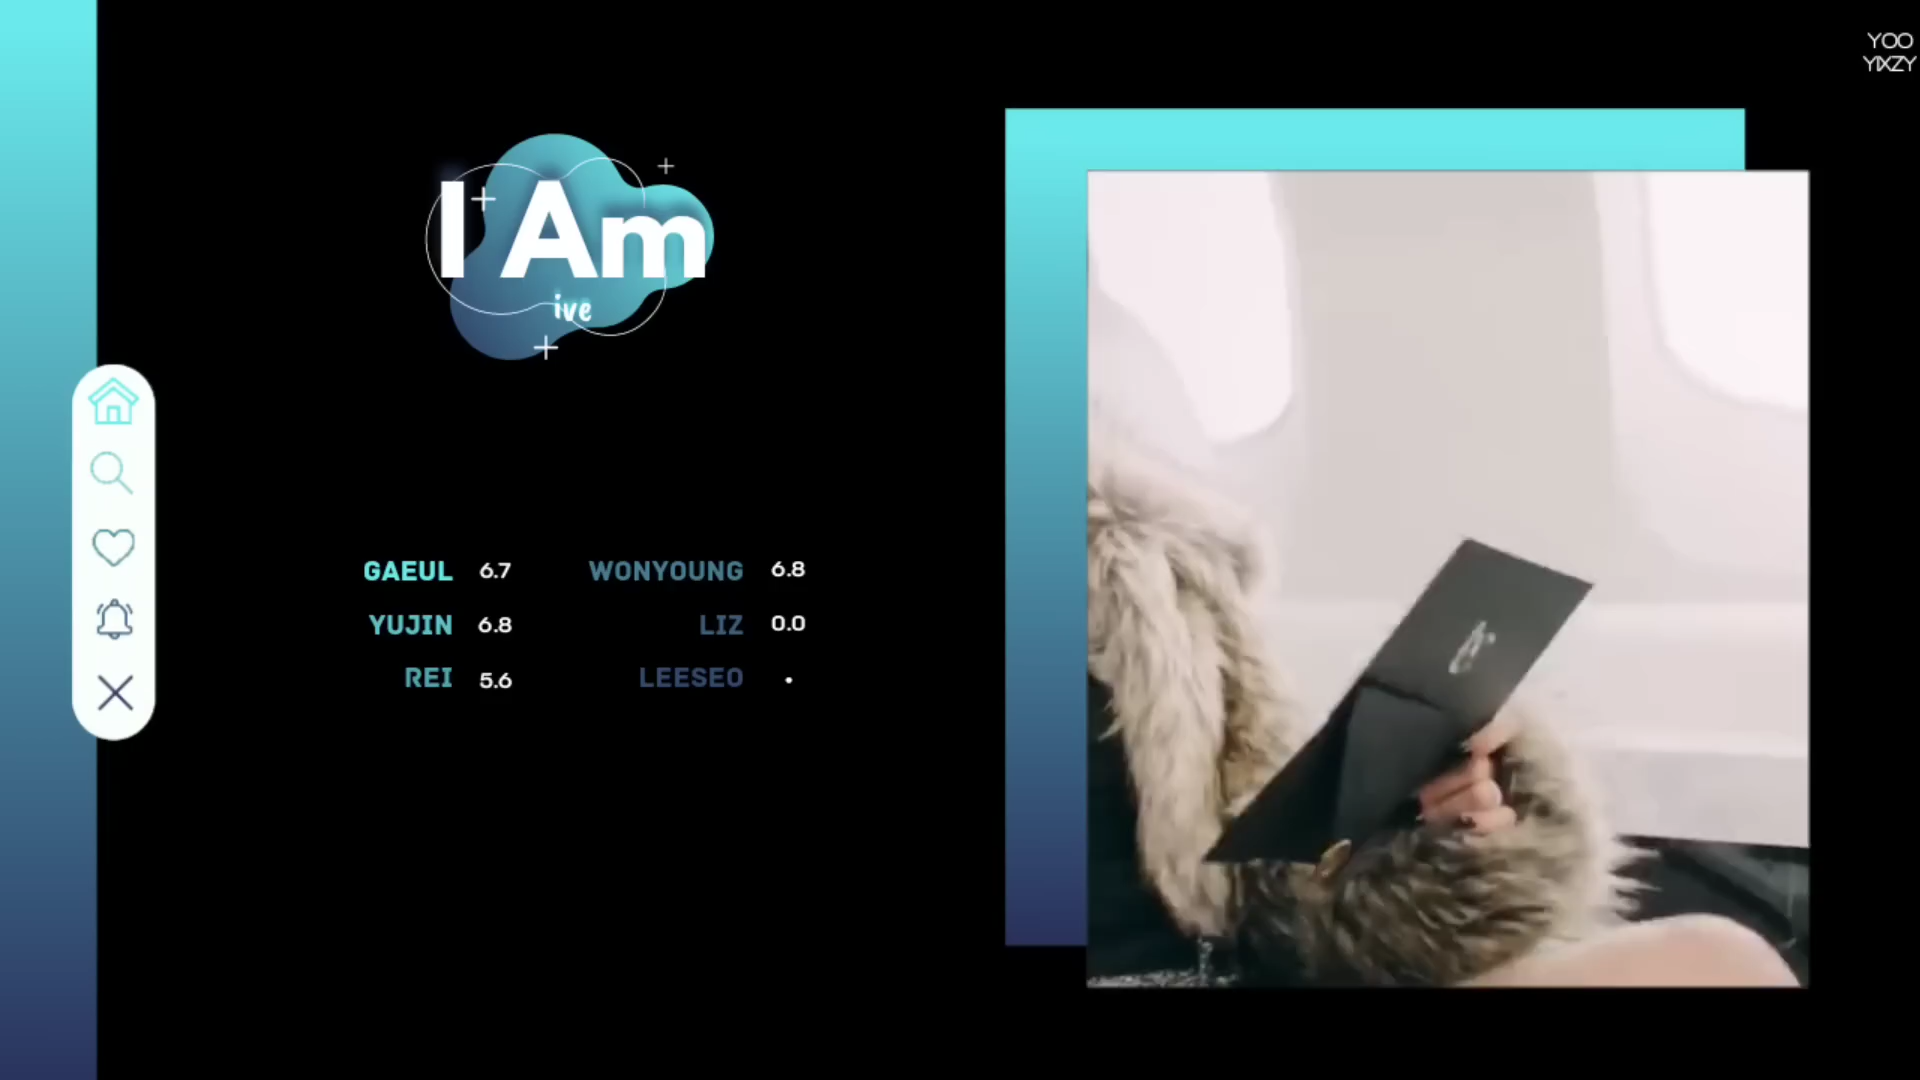 YOO
YIXZY
I Am
ive
GAEUL 6.7 WONYOUNG 6.8
YUJIN 6.8 LIZ 0.0
REI 5.6 LEESEO .